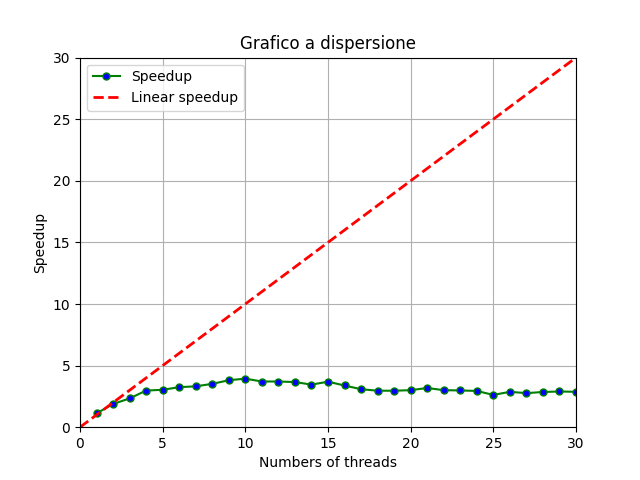 Grafico a dispersione
Speedup
Linear speedup
30
25
20
15
10
5
0
Speedup
0 5 10 15 20 25 30
Numbers of threads